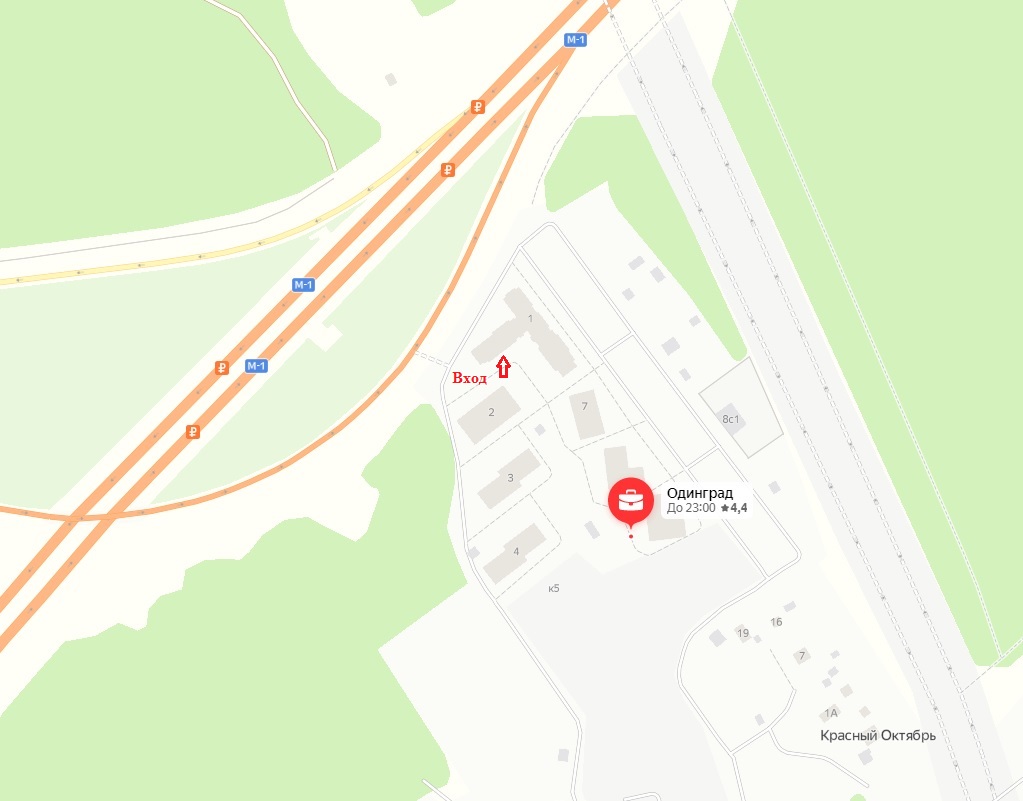 М-1
₽
₽
М-1
1
₽
М-1
Вход
7
2
8с1
₽
3
Одинград
До 23:00 ★4,4
4
к5
16
19
7
1А
Красный Октябрь